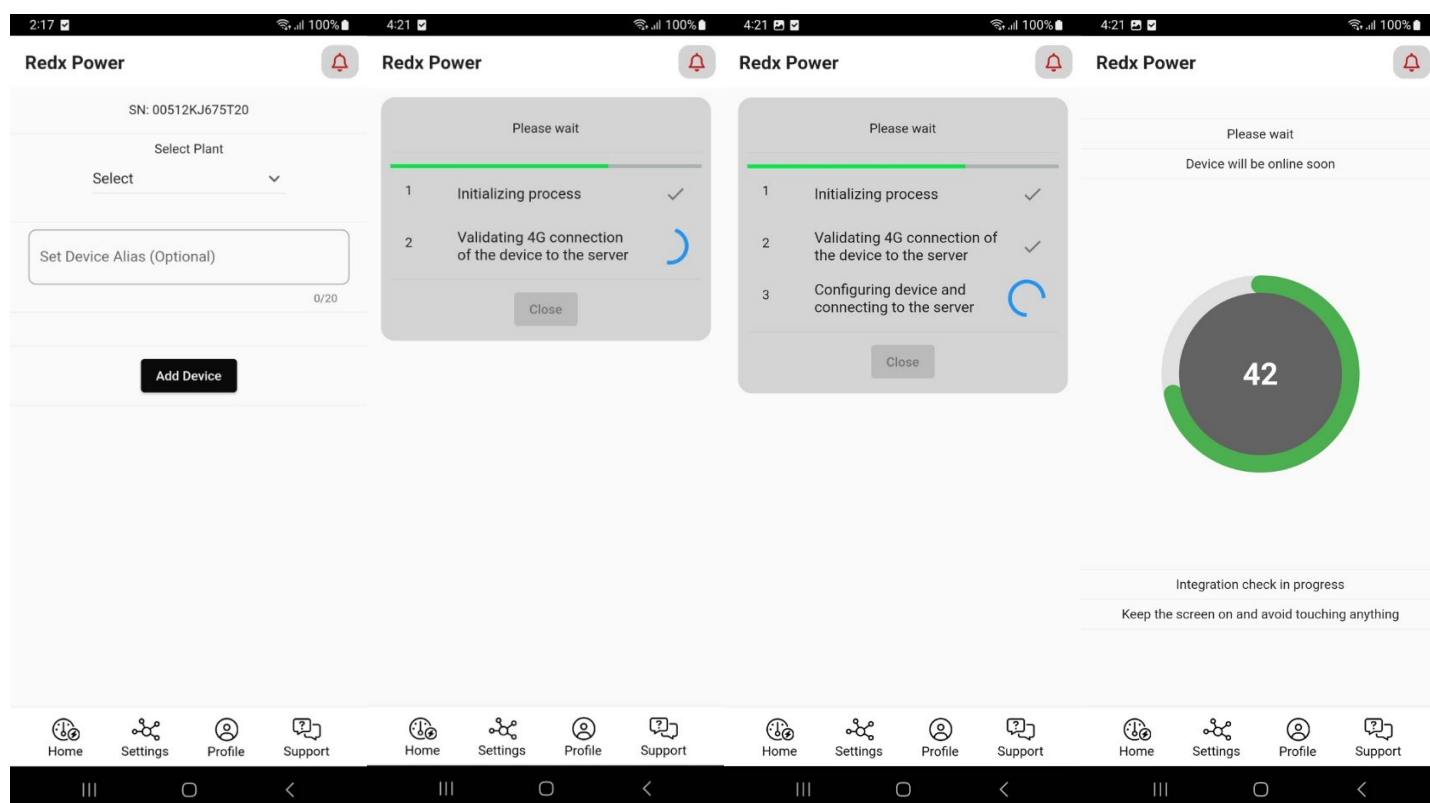 2:17
100%
Redx Power
SN: 00512KJ675T20
Select Plant
Select
Set Device Alias (Optional)
0/20
Add Device
Home
Settings
Profile
Support
4:21
100%
Redx Power
Please wait
1
Initializing process
2
Validating 4G connection
of the device to the server
Close
Home
Settings
Profile
Support
4:21
100%
Redx Power
Please wait
1
Initializing process
2
Validating 4G connection of
the device to the server
3
Configuring device and
connecting to the server
Close
Home
Settings
Profile
Support
4:21
100%
Redx Power
Please wait
Device will be online soon
42
Integration check in progress
Keep the screen on and avoid touching anything
Home
Settings
Profile
Support